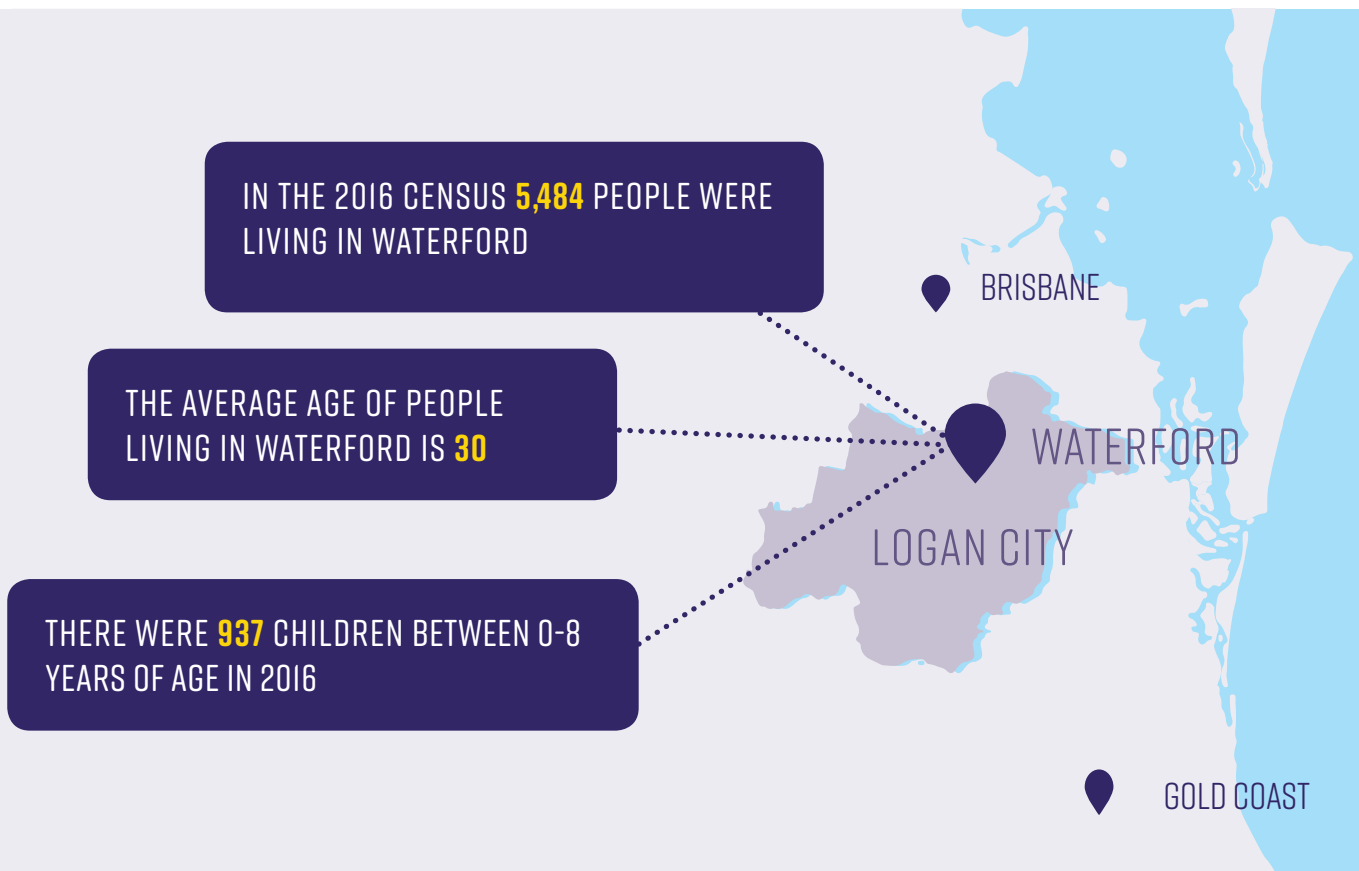 IN THE 2016 CENSUS 5,484 PEOPLE WERE
LIVING IN WATERFORD
BRISBANE
THE AVERAGE AGE OF PEOPLE
LIVING IN WATERFORD IS 30
WATERFORD
LOGAN CITY
THERE WERE 937 CHILDREN BETWEEN 0-8
YEARS OF AGE IN 2016
GOLD COAST